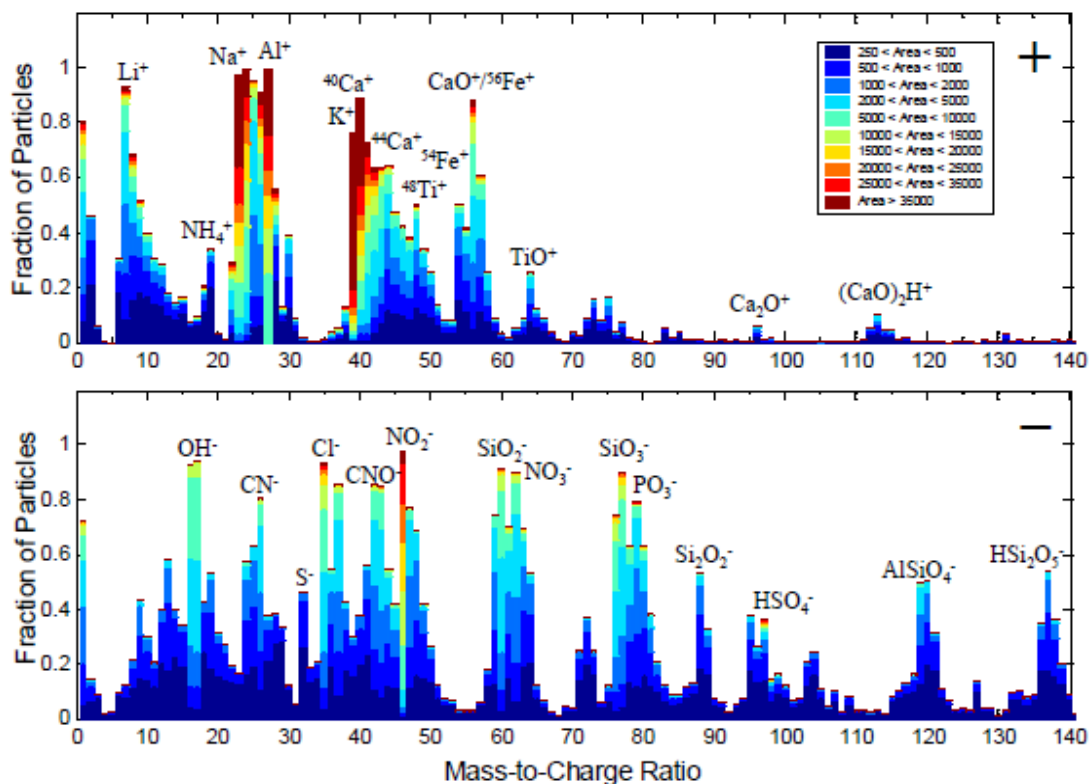 Fraction of Particles
1
0.8
0.6
0.4
0.2
0
Li⁺
NH₄⁺
Na⁺
Al⁺
⁴⁰Ca⁺
K⁺
⁴⁴Ca⁺
⁵⁴Fe⁺
⁴⁸Ti⁺
CaO⁺/⁵⁶Fe⁺
TiO⁺
Ca₂O⁺
(CaO)₂H⁺
+
250 < Area < 500
500 < Area < 1000
1000 < Area < 2000
2000 < Area < 5000
5000 < Area < 10000
10000 < Area < 15000
15000 < Area < 20000
20000 < Area < 25000
25000 < Area < 35000
Area > 35000
0 10 20 30 40 50 60 70 80 90 100 110 120 130 140
Fraction of Particles
1
0.8
0.6
0.4
0.2
0
OH⁻
CN⁻
S⁻
Cl⁻
CNO⁻
NO₂⁻
SiO₂⁻
NO₃⁻
SiO₃⁻
PO₃⁻
Si₂O₂⁻
HSO₄⁻
AlSiO₄⁻
HSi₂O₅⁻
−
0 10 20 30 40 50 60 70 80 90 100 110 120 130 140
Mass-to-Charge Ratio